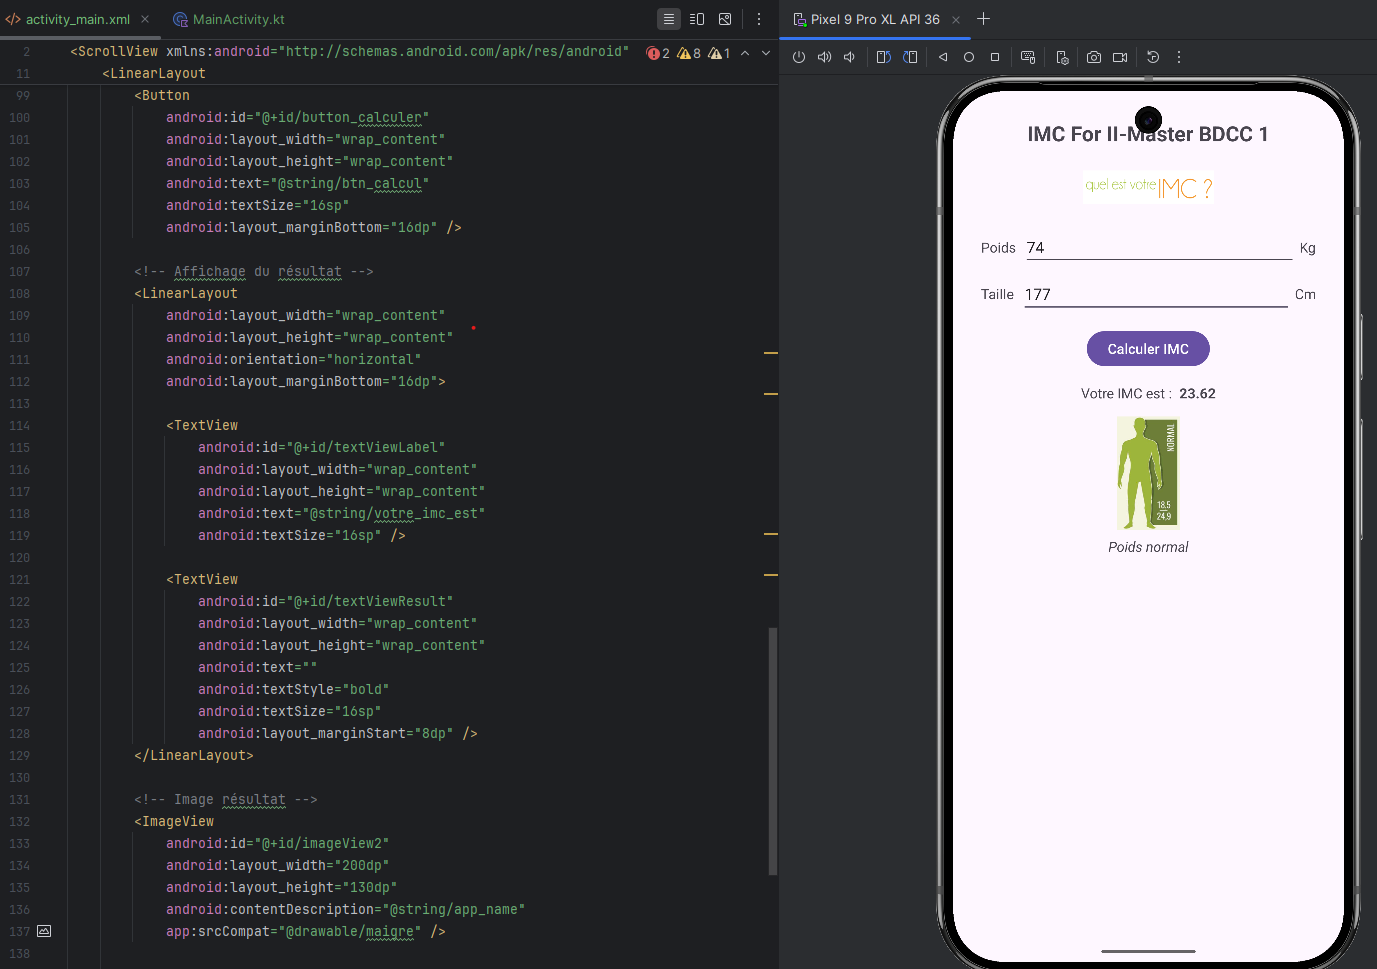 activity_main.xml
MainActivity.kt
Pixel 9 Pro XL API 36
2 <ScrollView xmlns:android="http://schemas.android.com/apk/res/android" 2 8 1
11 <LinearLayout
99 <Button
100 android:id="@+id/button_calculer"
101 android:layout_width="wrap_content"
102 android:layout_height="wrap_content"
103 android:text="@string/btn_calcul"
104 android:textSize="16sp"
105 android:layout_marginBottom="16dp" />
106
107 <!-- Affichage du résultat -->
108 <LinearLayout
109 android:layout_width="wrap_content"
110 android:layout_height="wrap_content"
111 android:orientation="horizontal"
112 android:layout_marginBottom="16dp">
113
114 <TextView
115 android:id="@+id/textViewLabel"
116 android:layout_width="wrap_content"
117 android:layout_height="wrap_content"
118 android:text="@string/votre_imc_est"
119 android:textSize="16sp" />
120
121 <TextView
122 android:id="@+id/textViewResult"
123 android:layout_width="wrap_content"
124 android:layout_height="wrap_content"
125 android:text=""
126 android:textStyle="bold"
127 android:textSize="16sp"
128 android:layout_marginStart="8dp" />
129 </LinearLayout>
130
131 <!-- Image résultat -->
132 <ImageView
133 android:id="@+id/imageView2"
134 android:layout_width="200dp"
135 android:layout_height="130dp"
136 android:contentDescription="@string/app_name"
137 app:srcCompat="@drawable/maigre" />
138
IMC For II-Master BDCC 1
quel est votre IMC ?
Poids 74 Kg
Taille 177 Cm
Calculer IMC
Votre IMC est : 23.62
NORMAL
18,5
24,9
Poids normal